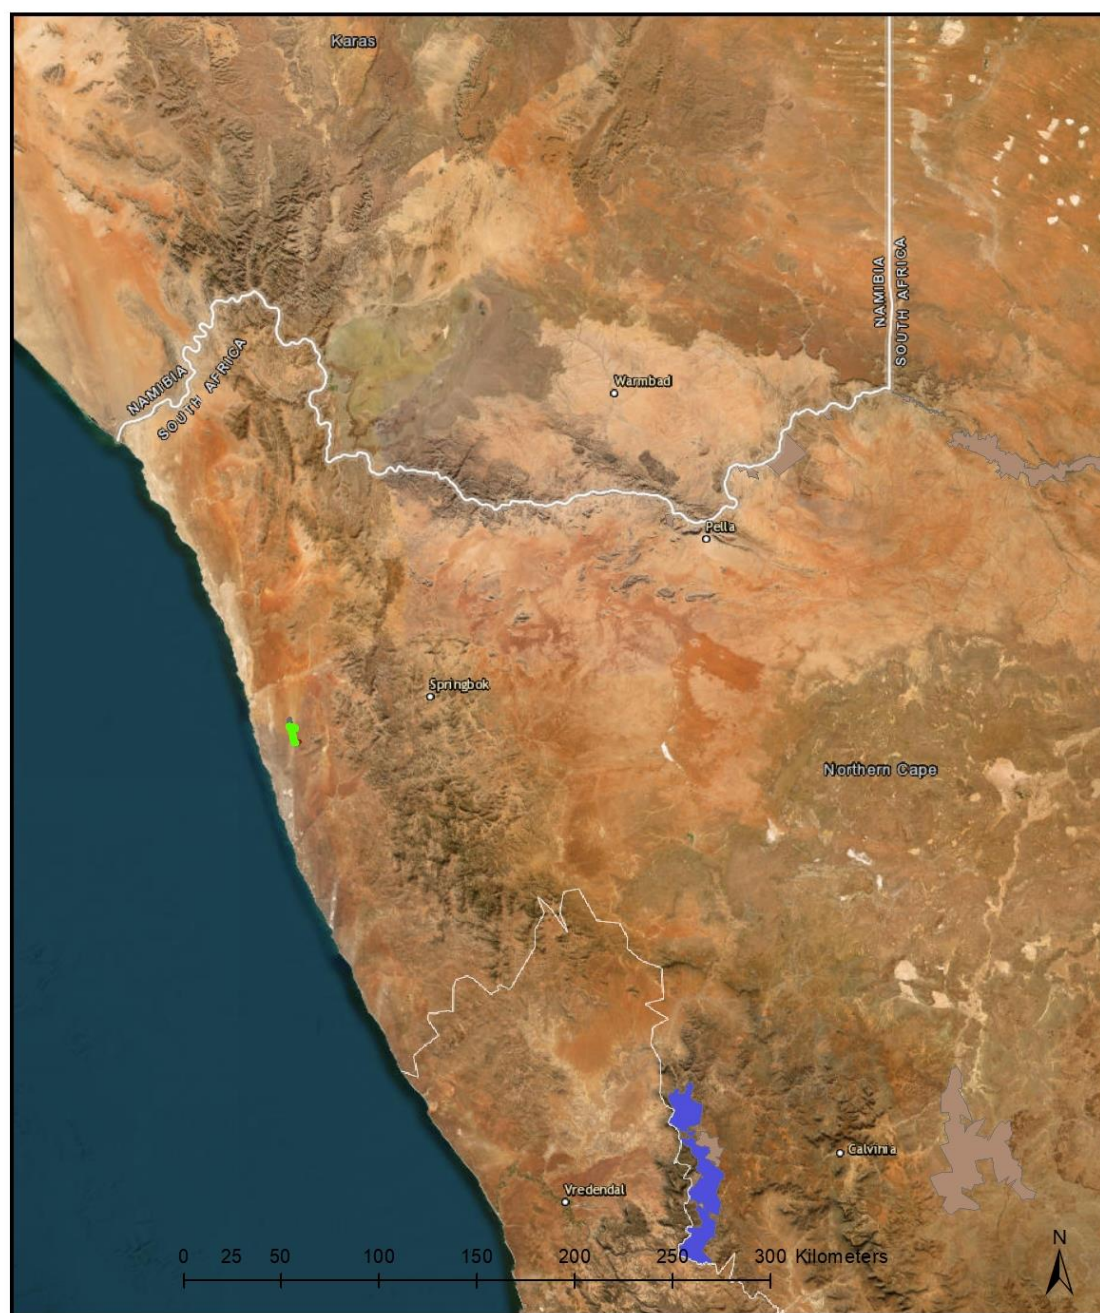 Karas
NAMIBIA
SOUTH AFRICA
NAMIBIA
SOUTH AFRICA
Warmbad
Pella
Springbok
Northern Cape
Calvinia
Vredendal
N
0 25 50 100 150 200 250 300 Kilometers